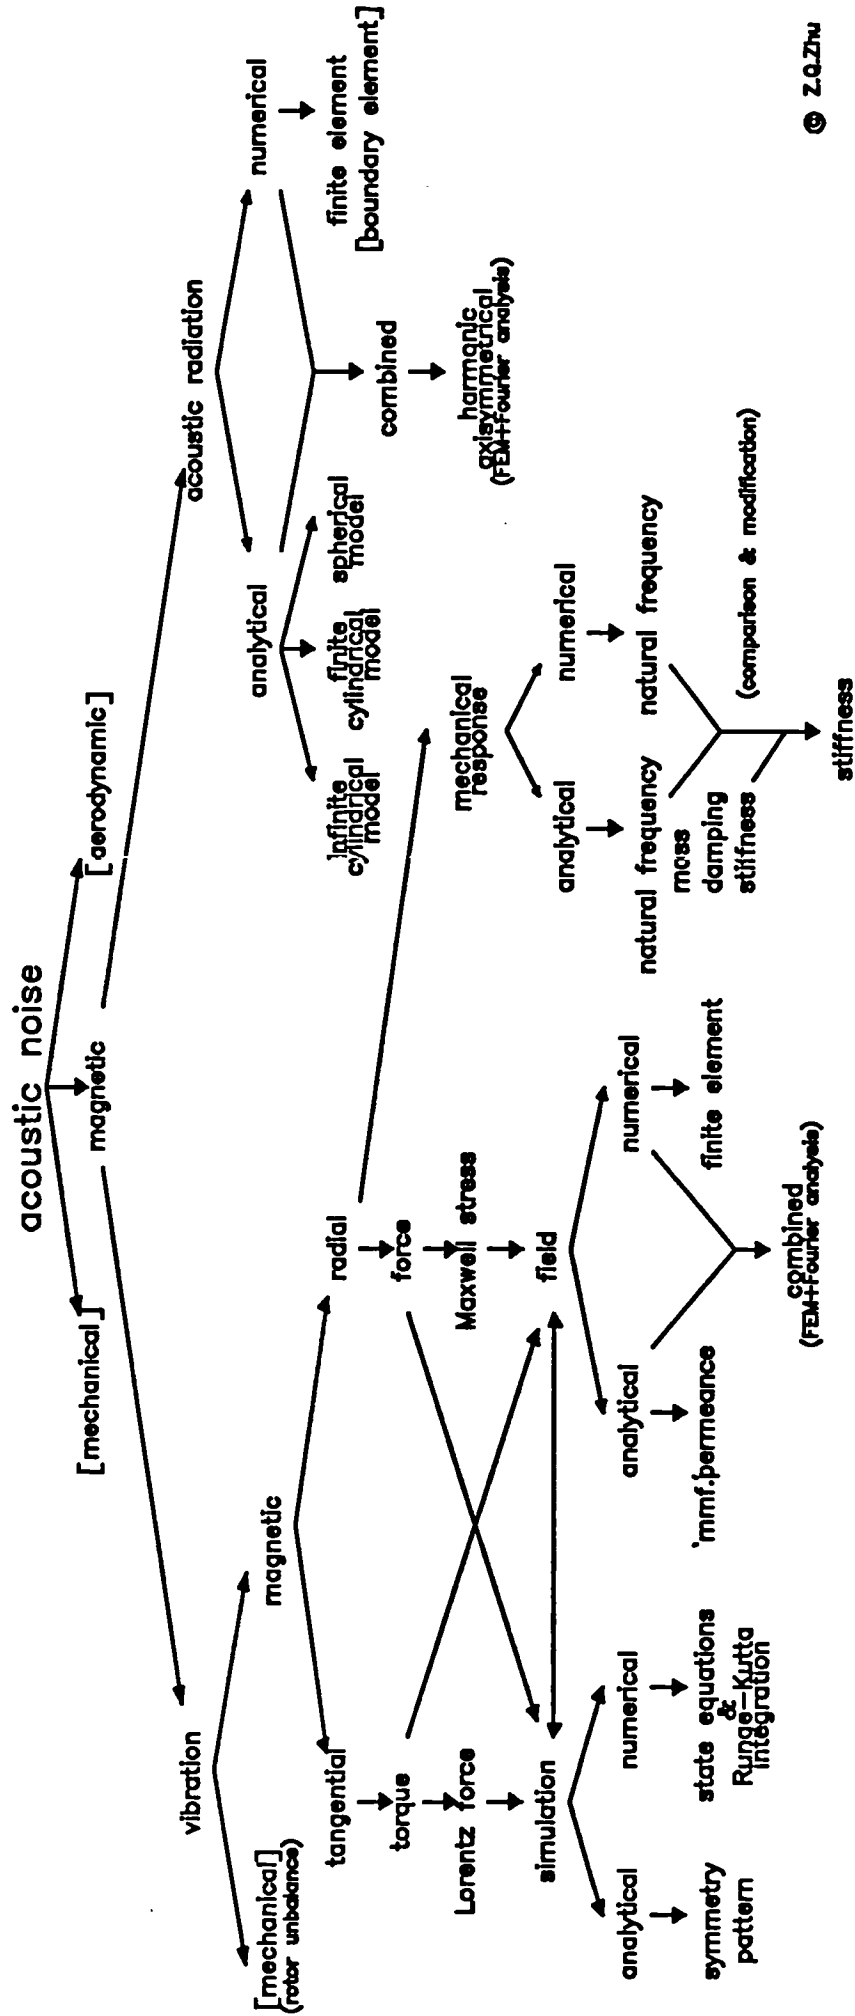 acoustic noise
[mechanical]
magnetic
[aerodynamic]
vibration
acoustic radiation
[mechanical]
(rotor unbalance)
magnetic
analytical
numerical
tangential
radial
infinite
cylindrical
model
finite
cylindrical
model
spherical
model
finite element
[boundary element]
torque
force
combined
Lorentz force
Maxwell stress
mechanical
response
harmonic
axisymmetrical
(FEM+Fourier analysis)
simulation
field
analytical
numerical
analytical
numerical
analytical
numerical
natural frequency
mass
damping
stiffness
natural frequency
symmetry
pattern
state equations
&
Runge-Kutta
integration
'mmf.permeance
finite element
(comparison & modification)
combined
(FEM+Fourier analysis)
stiffness
© Z.Q.Zhu